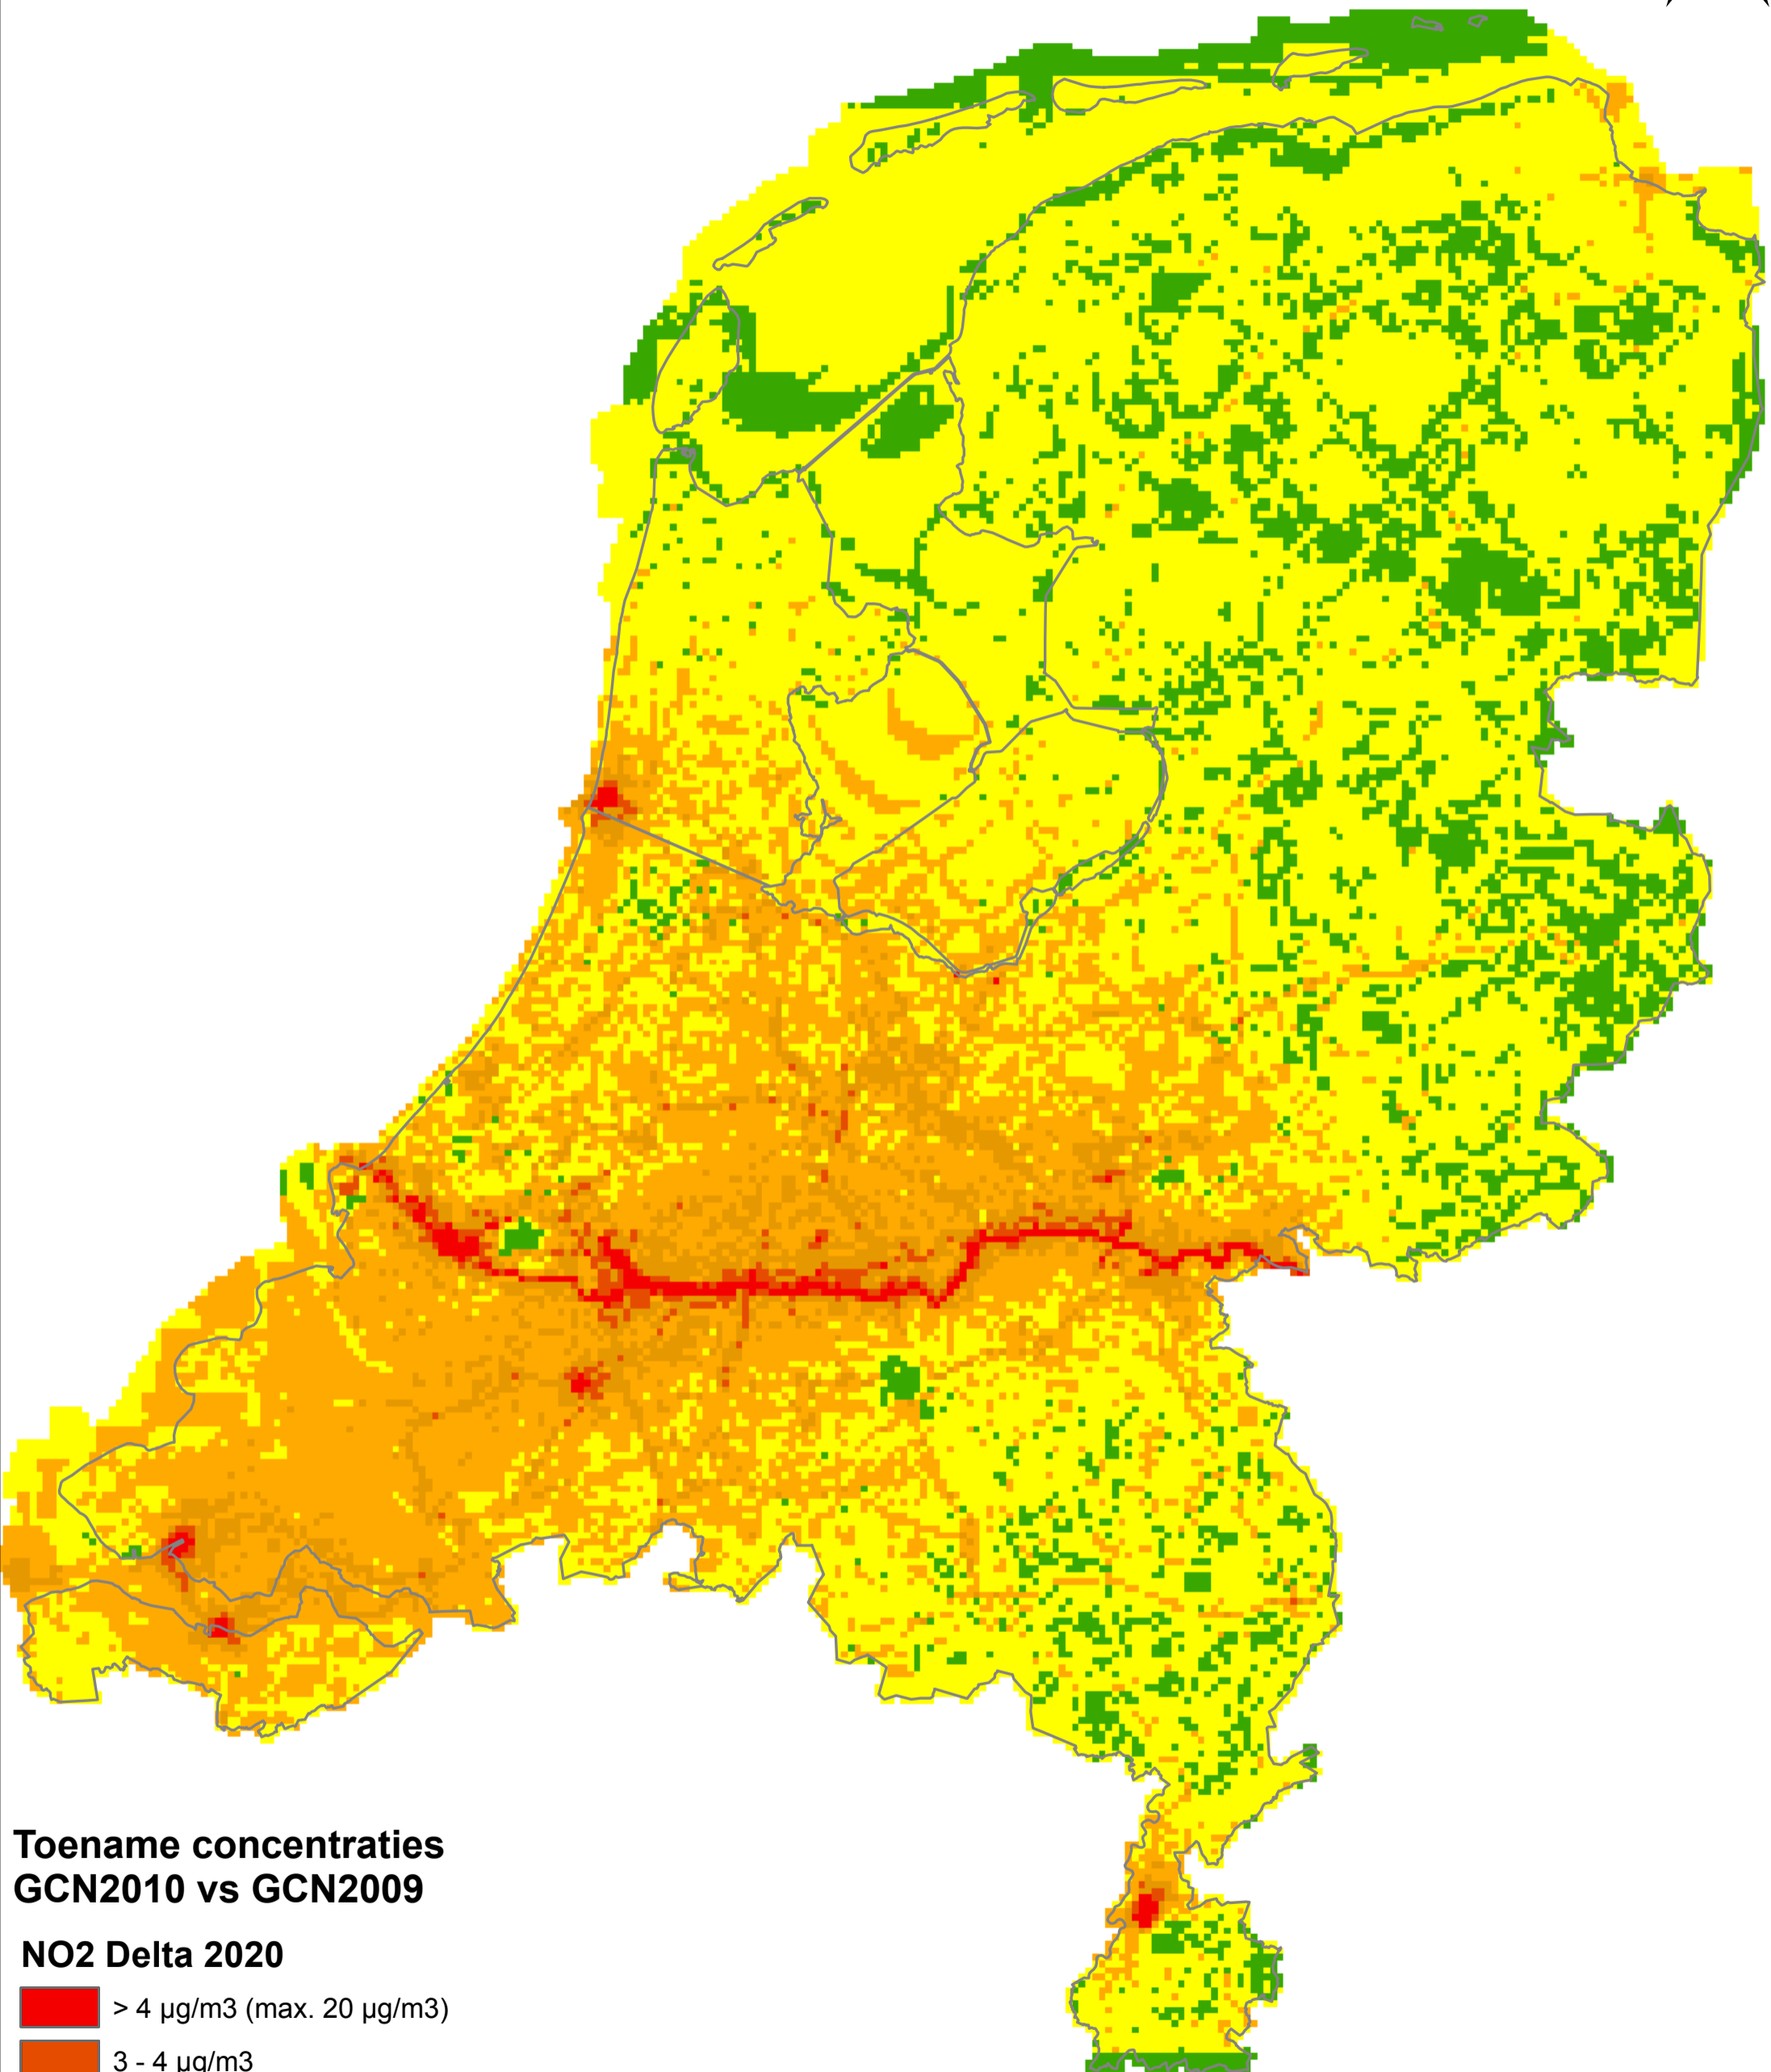 Toename concentraties
GCN2010 vs GCN2009
NO2 Delta 2020
> 4 µg/m3 (max. 20 µg/m3)
3 - 4 µg/m3